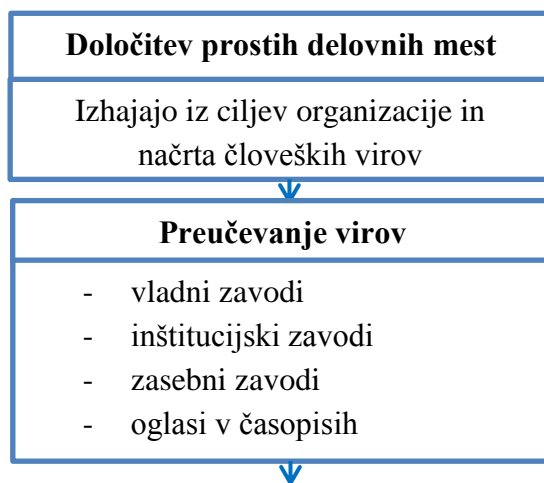 Določitev prostih delovnih mest
Izhajajo iz ciljev organizacije in
načrta človeških virov
Preučevanje virov
- vladni zavodi
- inštitucijski zavodi
- zasebni zavodi
- oglasi v časopisih